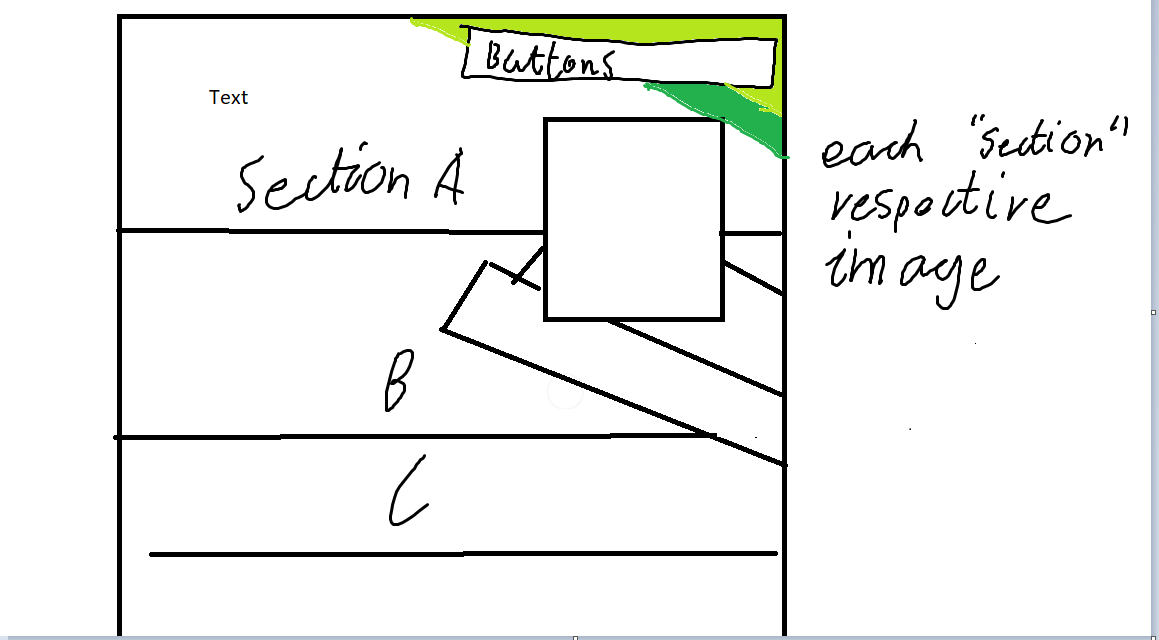 Buttons
Text
Section A
each "section"
respective
image
B
C